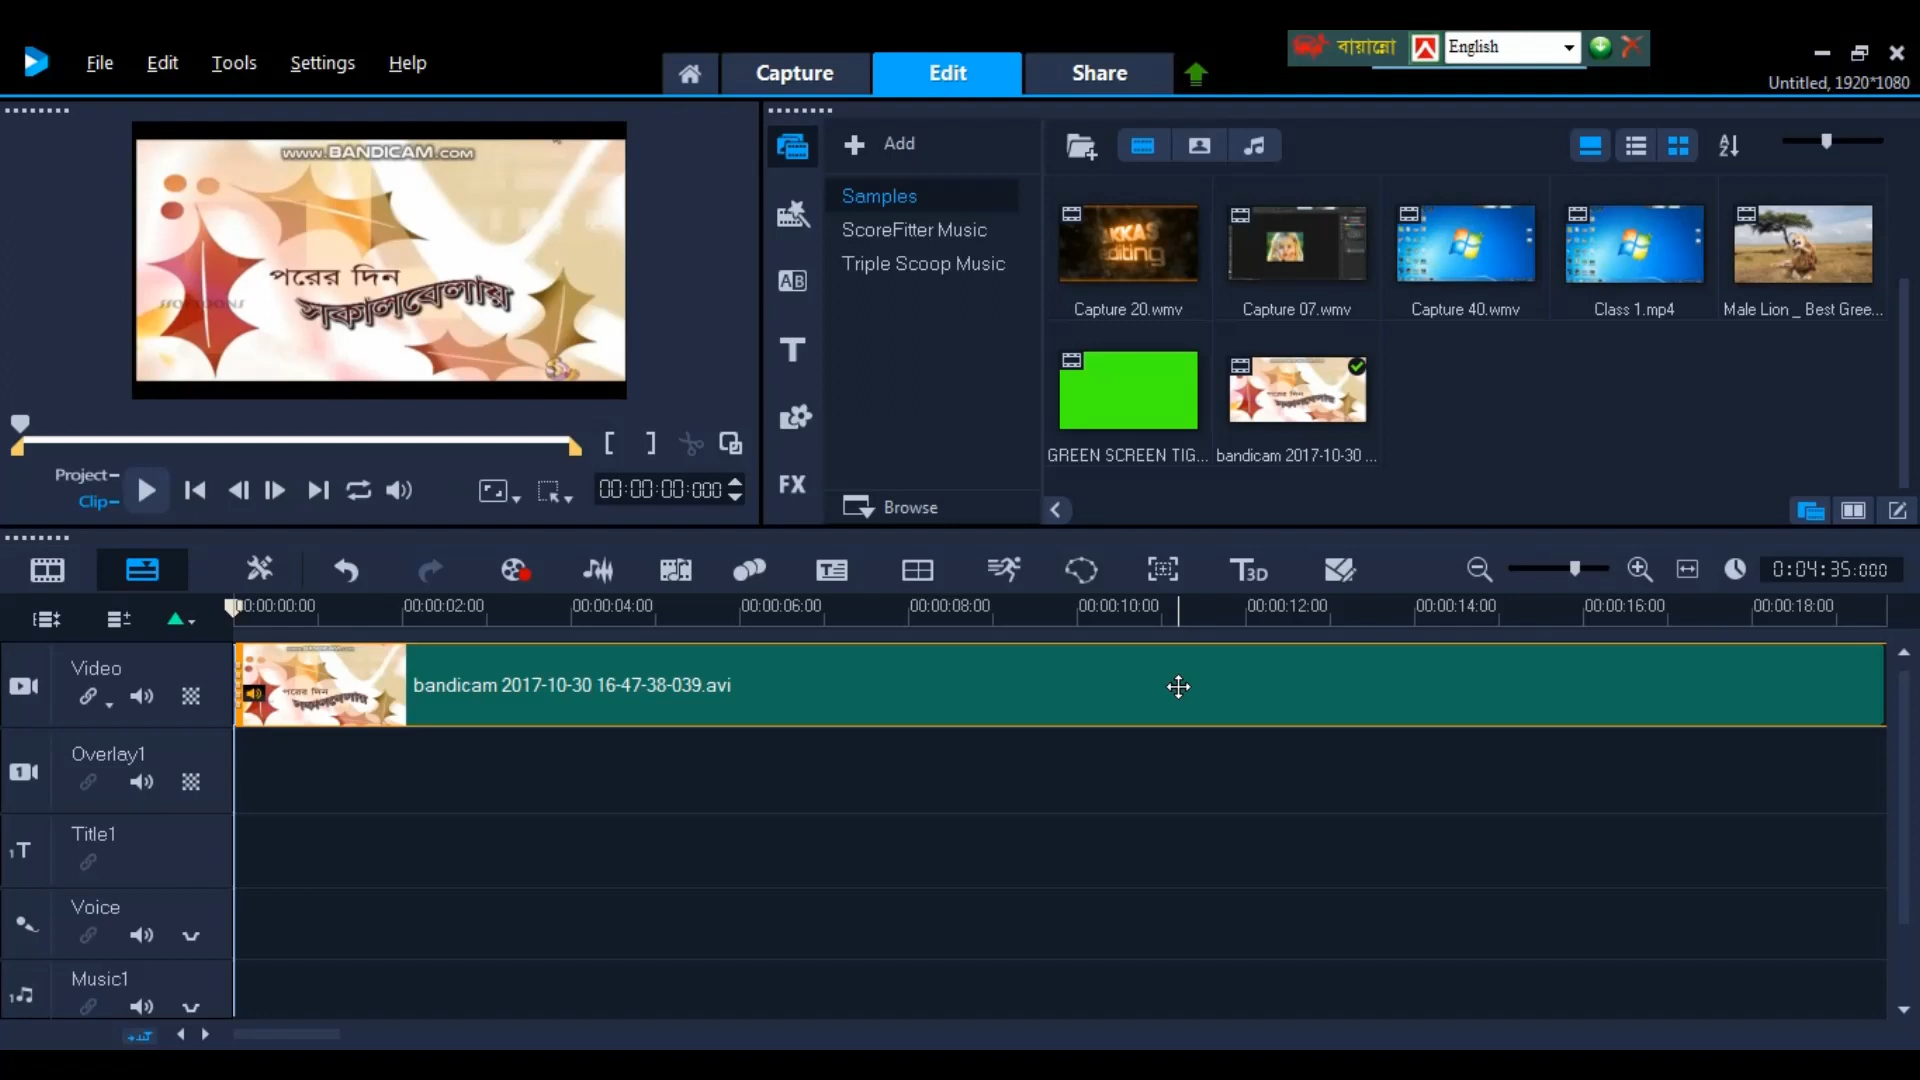 বায়ান্নো
English
File
Edit
Tools
Settings
Help
Capture
Edit
Share
Untitled, 1920*1080
www.BANDICAM.com
পরের দিন
সকালবেলায়
Add
Samples
ScoreFitter Music
Triple Scoop Music
Browse
Capture 20.wmv
Capture 07.wmv
Capture 40.wmv
Class 1.mp4
Male Lion _ Best Gree...
GREEN SCREEN TIG...
bandicam 2017-10-30 ...
AB
T
FX
Project
Clip
00:00:00:000
T3D
0:04:35:000
00:00:00:00
00:00:02:00
00:00:04:00
00:00:06:00
00:00:08:00
00:00:10:00
00:00:12:00
00:00:14:00
00:00:16:00
00:00:18:00
Video
bandicam 2017-10-30 16-47-38-039.avi
Overlay1
Title1
Voice
Music1